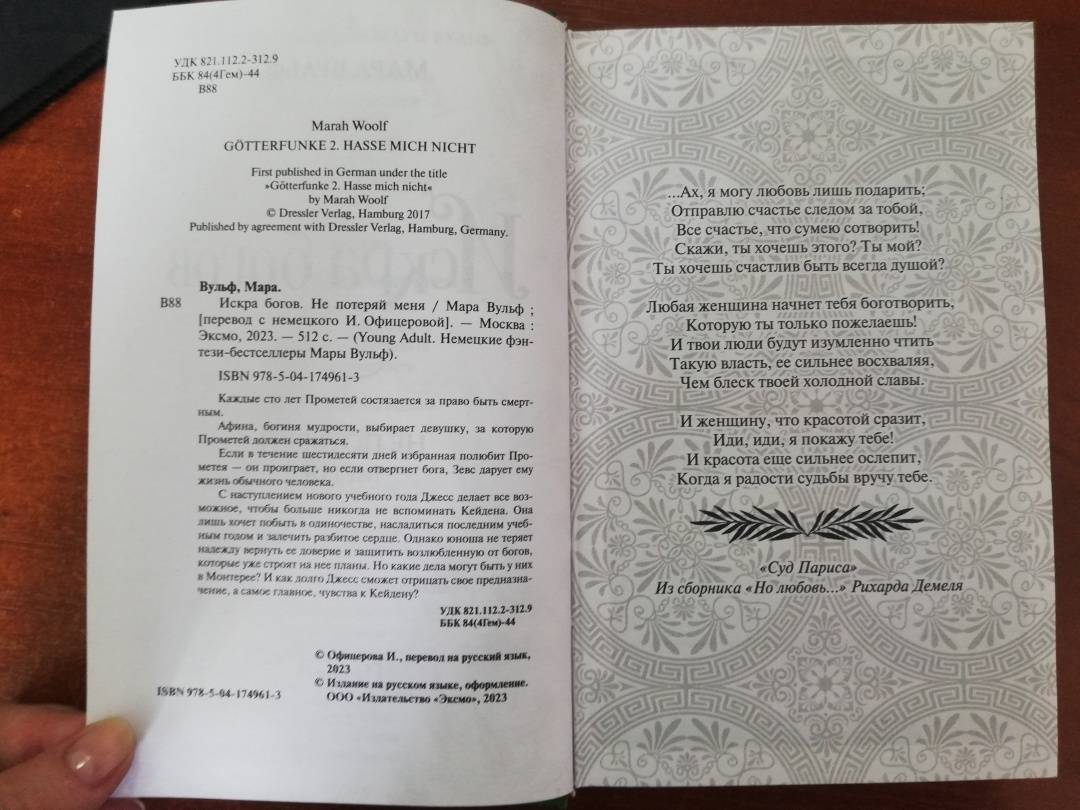 УДК 821.112.2-312.9
ББК 84(4Гем)-44
В88
Marah Woolf
GÖTTERFUNKE 2. HASSE MICH NICHT
First published in German under the title
»Götterfunke 2. Hasse mich nicht«
by Marah Woolf
© Dressler Verlag, Hamburg 2017
Published by agreement with Dressler Verlag, Hamburg, Germany.
Вульф, Мара.
В88 Искра богов. Не потеряй меня / Мара Вульф ;
[перевод с немецкого И. Офицеровой]. — Москва :
Эксмо, 2023. — 512 с. — (Young Adult. Немецкие фэн-
тези-бестселлеры Мары Вульф).
ISBN 978-5-04-174961-3
Каждые сто лет Прометей состязается за право быть смерт-
ным.
Афина, богиня мудрости, выбирает девушку, за которую
Прометей должен сражаться.
Если в течение шестидесяти дней избранная полюбит Про-
метея — он проиграет, но если отвергнет бога, Зевс дарует ему
жизнь обычного человека.
С наступлением нового учебного года Джесс делает все воз-
можное, чтобы больше никогда не вспоминать Кейдена. Она
лишь хочет побыть в одиночестве, насладиться последним учеб-
ным годом и залечить разбитое сердце. Однако юноша не теряет
надежду вернуть ее доверие и защитить возлюбленную от богов,
которые уже строят на нее планы. Но какие дела могут быть у них
в Монтерее? И как долго Джесс сможет отрицать свое предназна-
чение, а самое главное, чувства к Кейдену?
УДК 821.112.2-312.9
ББК 84(4Гем)-44
© Офицерова И., перевод на русский язык,
2023
© Издание на русском языке, оформление.
ООО «Издательство «Эксмо», 2023
ISBN 978-5-04-174961-3
...Ах, я могу любовь лишь подарить;
Отправлю счастье следом за тобой,
Все счастье, что сумею сотворить!
Скажи, ты хочешь этого? Ты мой?
Ты хочешь счастлив быть всегда душой?
Любая женщина начнет тебя боготворить,
Которую ты только пожелаешь!
И твои люди будут изумленно чтить
Такую власть, ее сильнее восхваляя,
Чем блеск твоей холодной славы.
И женщину, что красотой сразит,
Иди, иди, я покажу тебе!
И красота еще сильнее ослепит,
Когда я радости судьбы вручу тебе.
«Суд Париса»
Из сборника «Но любовь...» Рихарда Демеля